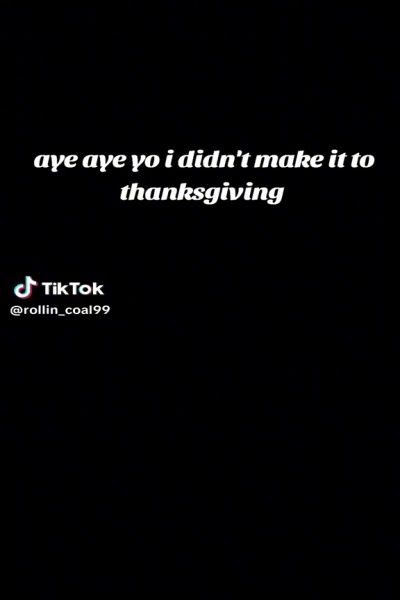 aye aye yo i didn't make it to
thanksgiving
TikTok
@rollin_coal99